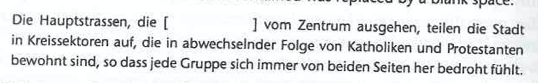 Die Hauptstrassen, die [ ] vom Zentrum ausgehen, teilen die Stadt
in Kreissektoren auf, die in abwechselnder Folge von Katholiken und Protestanten
bewohnt sind, so dass jede Gruppe sich immer von beiden Seiten her bedroht fühlt.